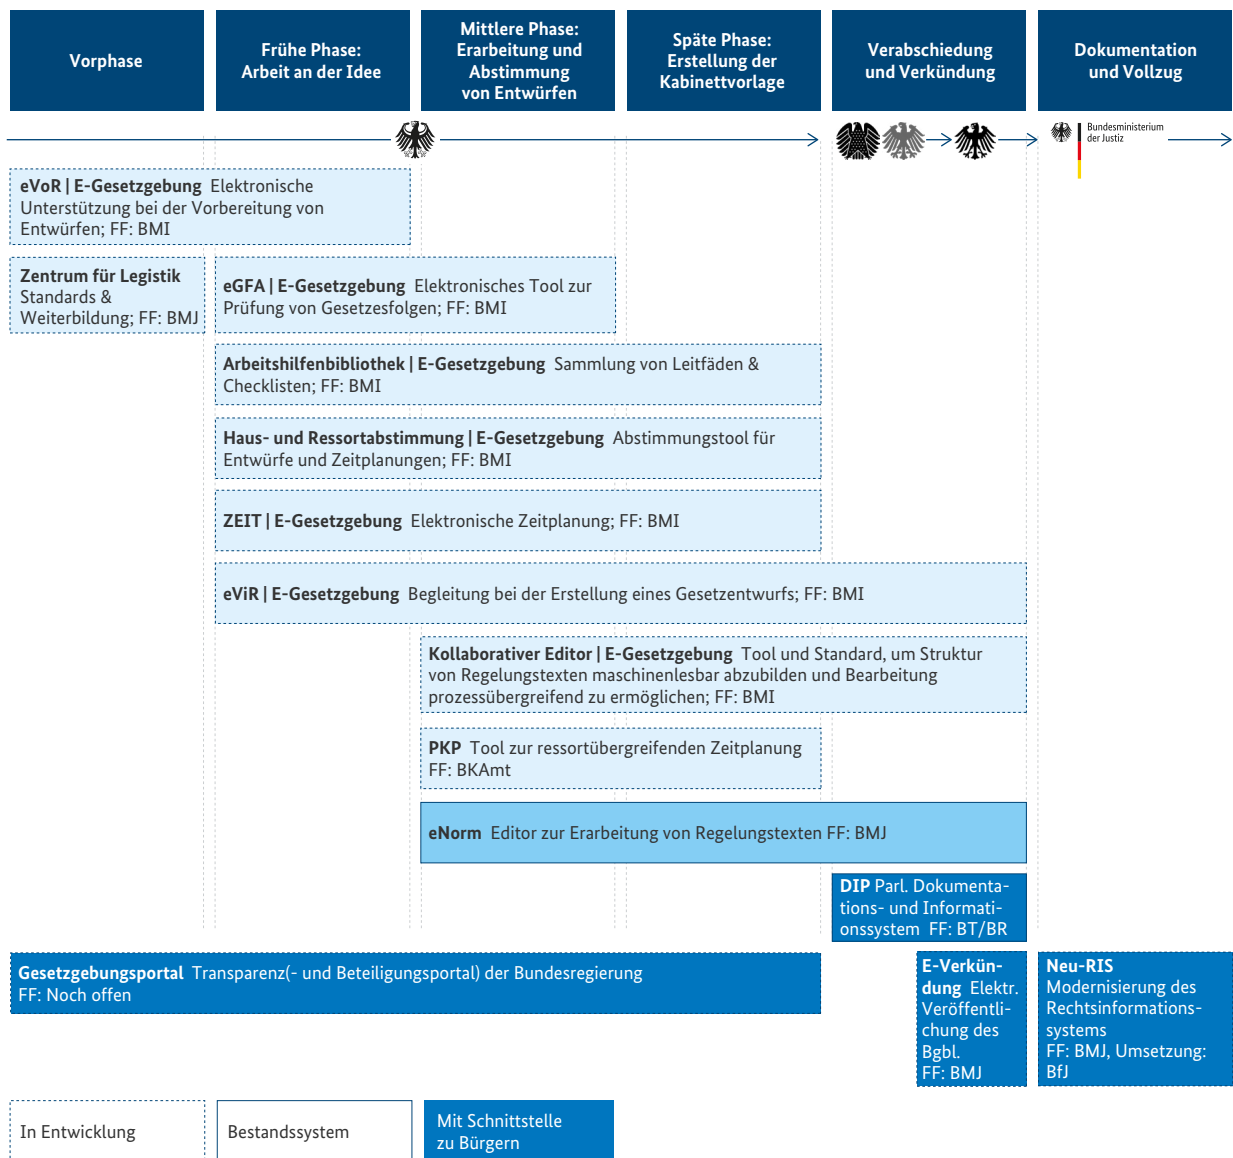 Vorphase
Frühe Phase:
Arbeit an der Idee
Mittlere Phase:
Erarbeitung und
Abstimmung
von Entwürfen
Späte Phase:
Erstellung der
Kabinettvorlage
Verabschiedung
und Verkündung
Dokumentation
und Vollzug
Bundesministerium
der Justiz
eVoR | E-Gesetzgebung Elektronische
Unterstützung bei der Vorbereitung von
Entwürfen; FF: BMI
Zentrum für Legistik
Standards &
Weiterbildung; FF: BMJ
eGFA | E-Gesetzgebung Elektronisches Tool zur
Prüfung von Gesetzesfolgen; FF: BMI
Arbeitshilfenbibliothek | E-Gesetzgebung Sammlung von Leitfäden &
Checklisten; FF: BMI
Haus- und Ressortabstimmung | E-Gesetzgebung Abstimmungstool für
Entwürfe und Zeitplanungen; FF: BMI
ZEIT | E-Gesetzgebung Elektronische Zeitplanung; FF: BMI
eViR | E-Gesetzgebung Begleitung bei der Erstellung eines Gesetzentwurfs; FF: BMI
Kollaborativer Editor | E-Gesetzgebung Tool und Standard, um Struktur
von Regelungstexten maschinenlesbar abzubilden und Bearbeitung
prozessübergreifend zu ermöglichen; FF: BMI
PKP Tool zur ressortübergreifenden Zeitplanung
FF: BKAmt
eNorm Editor zur Erarbeitung von Regelungstexten FF: BMJ
DIP Parl. Dokumenta-
tions- und Informati-
onssystem FF: BT/BR
Gesetzgebungsportal Transparenz(- und Beteiligungsportal) der Bundesregierung
FF: Noch offen
E-Verkün-
dung Elektr.
Veröffentli-
chung des
Bgbl.
FF: BMJ
Neu-RIS
Modernisierung des
Rechtsinformations-
systems
FF: BMJ, Umsetzung:
BfJ
In Entwicklung
Bestandssystem
Mit Schnittstelle
zu Bürgern